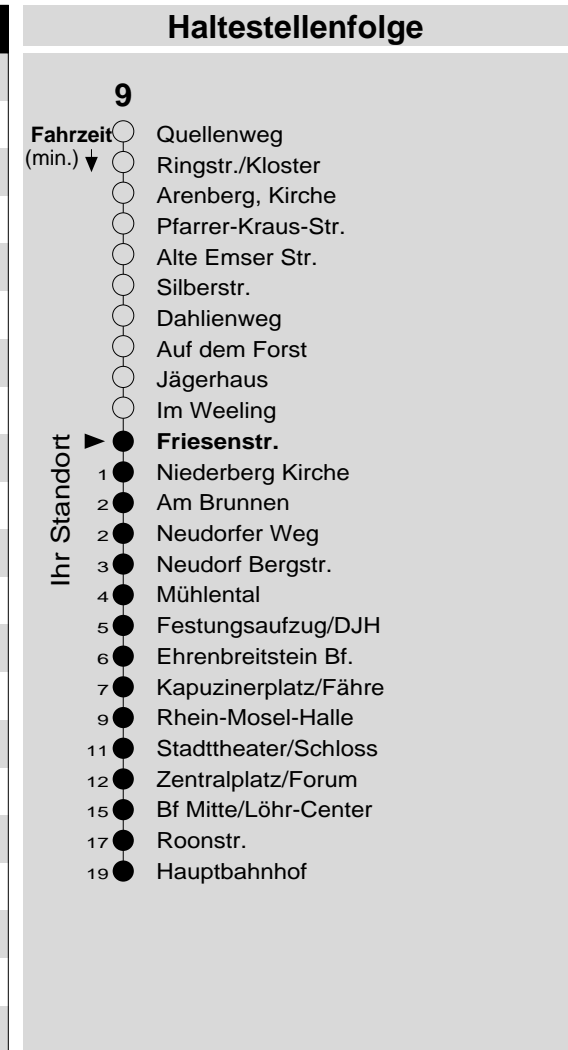 Haltestellenfolge
9
Fahrzeit Quellenweg
(min.) Ringstr./Kloster
Arenberg, Kirche
Pfarrer-Kraus-Str.
Alte Emser Str.
Silberstr.
Dahlienweg
Auf dem Forst
Jägerhaus
Im Weeling
Ihr Standort
Friesenstr.
1 Niederberg Kirche
2 Am Brunnen
2 Neudorfer Weg
3 Neudorf Bergstr.
4 Mühlental
5 Festungsaufzug/DJH
6 Ehrenbreitstein Bf.
7 Kapuzinerplatz/Fähre
9 Rhein-Mosel-Halle
11 Stadttheater/Schloss
12 Zentralplatz/Forum
15 Bf Mitte/Löhr-Center
17 Roonstr.
19 Hauptbahnhof